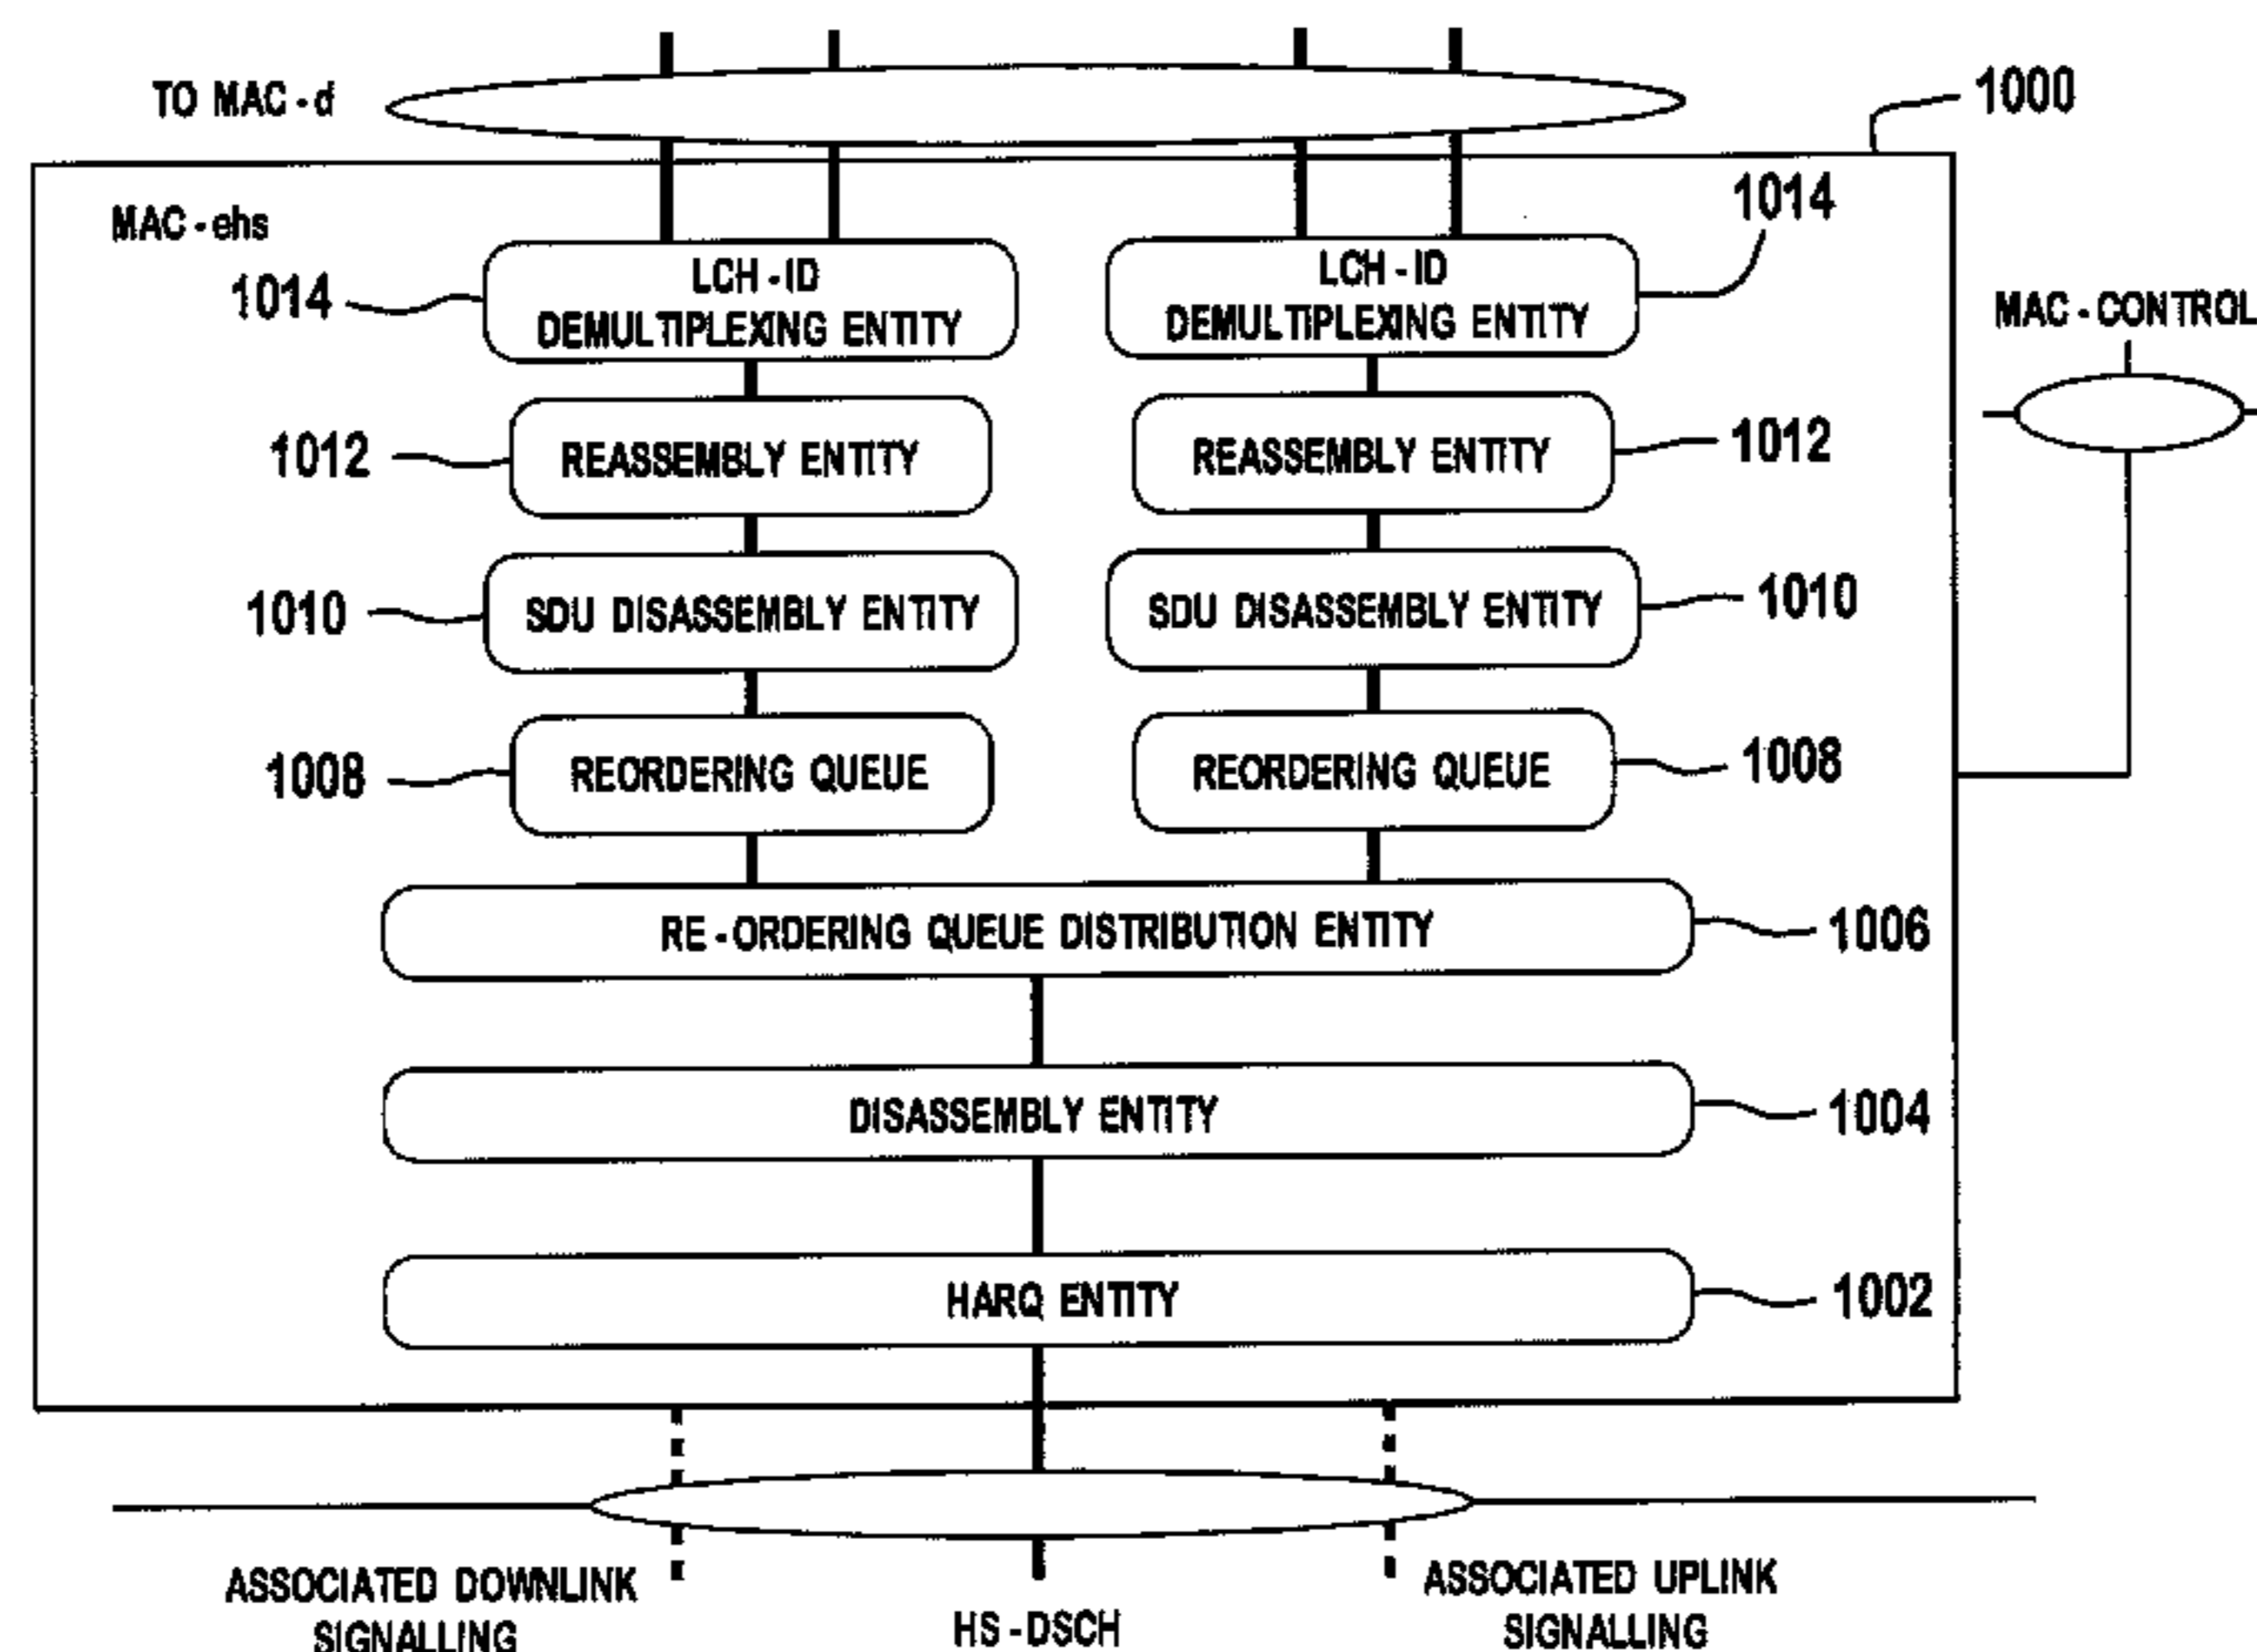 TO MAC-d
1000
MAC-ehs
1014
LCH-ID
DEMULTIPLEXING ENTITY
LCH-ID
DEMULTIPLEXING ENTITY
1014
MAC-CONTROL
1012
REASSEMBLY ENTITY
REASSEMBLY ENTITY
1012
1010
SDU DISASSEMBLY ENTITY
SDU DISASSEMBLY ENTITY
1010
1008
REORDERING QUEUE
REORDERING QUEUE
1008
RE-ORDERING QUEUE DISTRIBUTION ENTITY
1006
DISASSEMBLY ENTITY
1004
HARQ ENTITY
1002
ASSOCIATED DOWNLINK
SIGNALLING
HS-DSCH
ASSOCIATED UPLINK
SIGNALLING